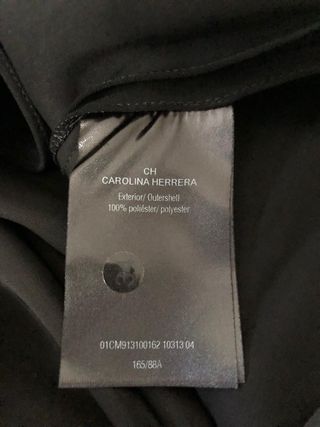 CH
CAROLINA HERRERA
Exterior/ Outershell
100% poliéster/ polyester
01CM913100162 10313 04
165/88A